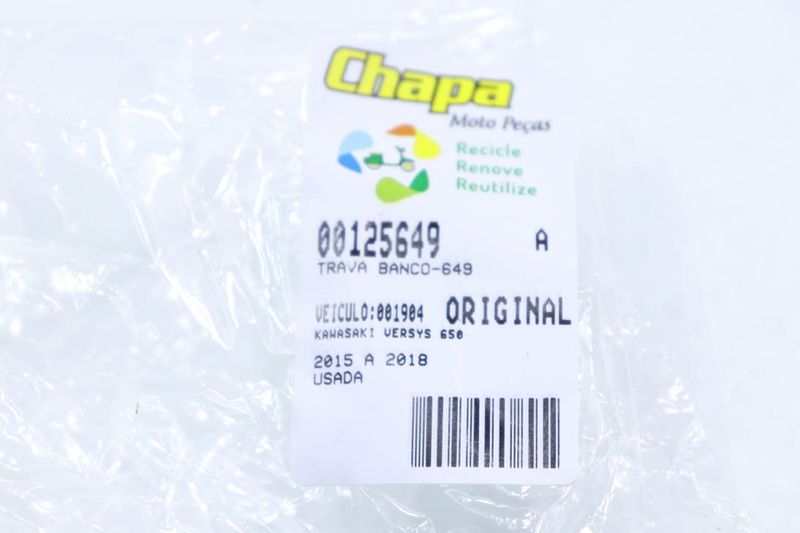 Chapa
Moto Peças
Recicle
Renove
Reutilize
00125649 A
TRAVA BANCO-649
VEICULO:001904 ORIGINAL
KAWASAKI VERSYS 650
2015 A 2018
USADA